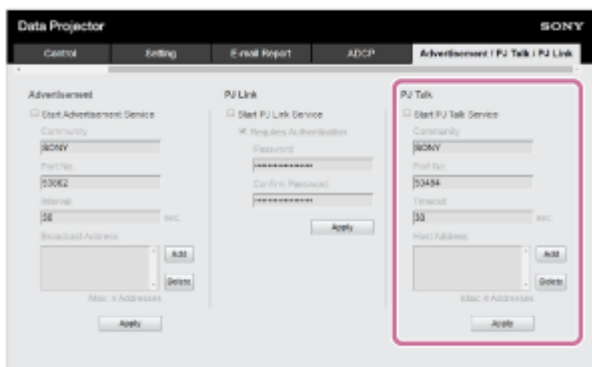 Data Projector
SONY
Control
Setting
E-mail Report
ADCP
Advertisement / PJ Talk / PJ Link
Advertisement
Start Advertisement Service
Community
SONY
Port No.
53862
Interval
30
sec.
Broadcast Address
Add
Delete
Max: 4 Addresses
Apply
PJ Link
Start PJ Link Service
Requires Authentication
Password
Confirm Password
Apply
PJ Talk
Start PJ Talk Service
Community
SONY
Port No.
53484
Timeout
30
sec.
Host Address
Add
Delete
Max: 4 Addresses
Apply